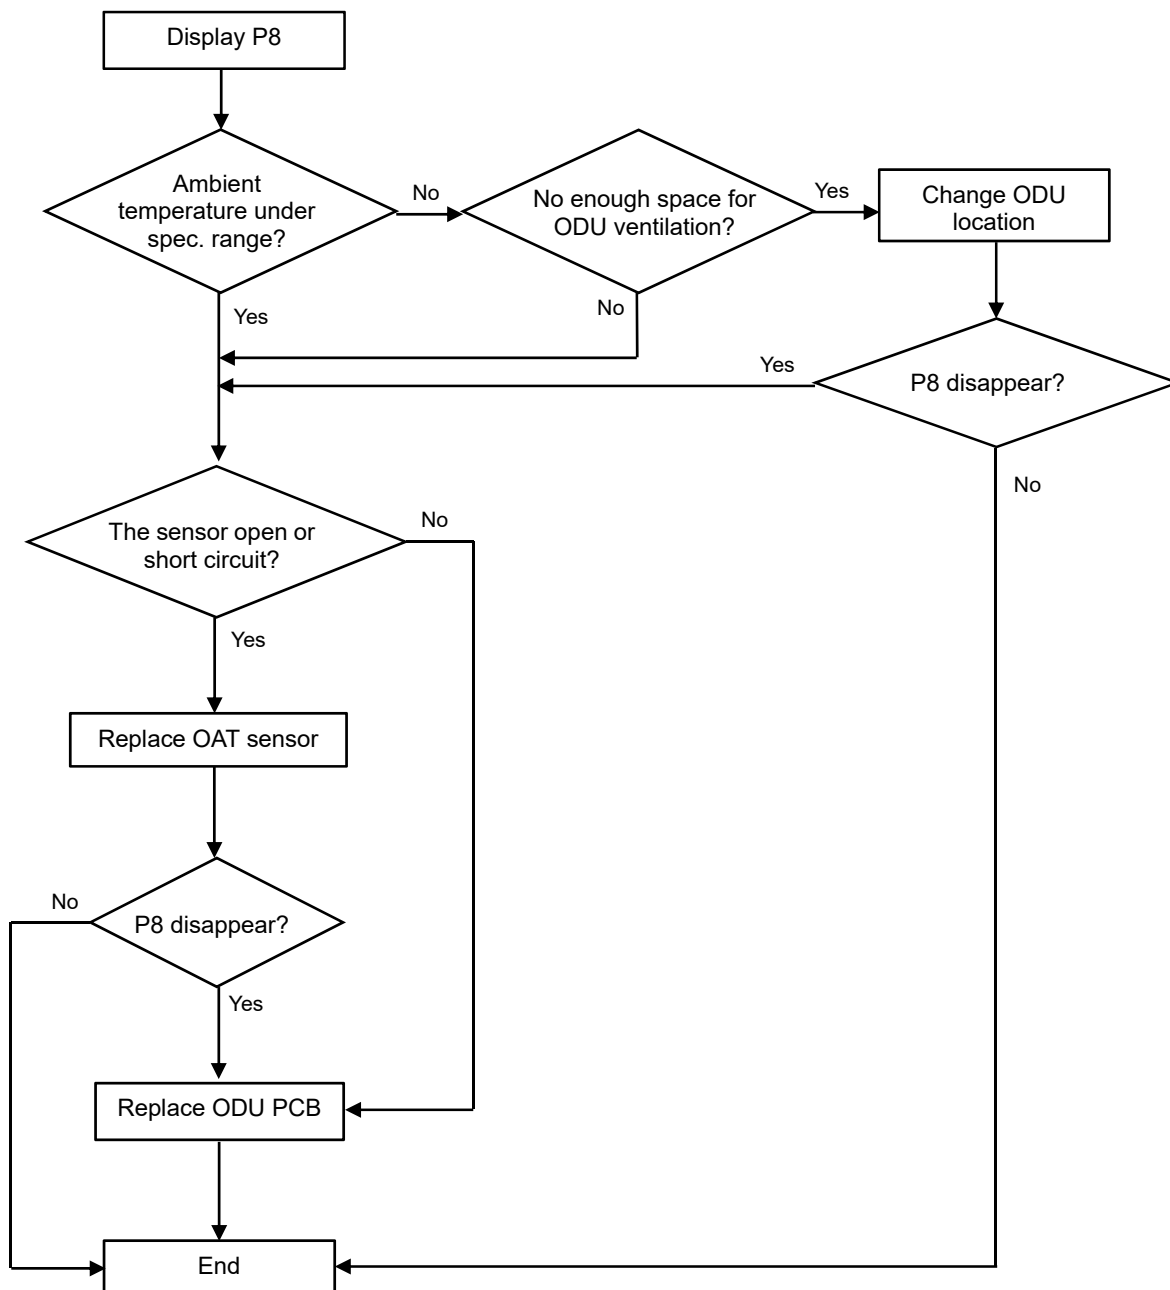 Display P8
Ambient
temperature under
spec. range?
No
No enough space for
ODU ventilation?
Yes
Change ODU
location
Yes
No
Yes
P8 disappear?
No
The sensor open or
short circuit?
No
Yes
Replace OAT sensor
No
P8 disappear?
Yes
Replace ODU PCB
End